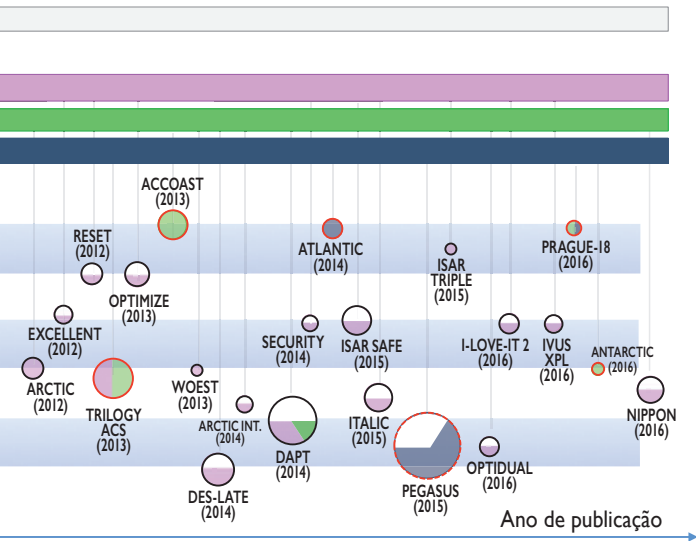 ACCOAST
(2013)
RESET
(2012)
ATLANTIC
(2014)
ISAR
TRIPLE
(2015)
PRAGUE-18
(2016)
OPTIMIZE
(2013)
EXCELLENT
(2012)
SECURITY
(2014)
ISAR SAFE
(2015)
I-LOVE-IT 2
(2016)
IVUS
XPL
(2016)
ANTARCTIC
(2016)
ARCTIC
(2012)
TRILOGY
ACS
(2013)
WOEST
(2013)
ARCTIC INT.
(2014)
ITALIC
(2015)
NIPPON
(2016)
DAPT
(2014)
DES-LATE
(2014)
PEGASUS
(2015)
OPTIDUAL
(2016)
Ano de publicação